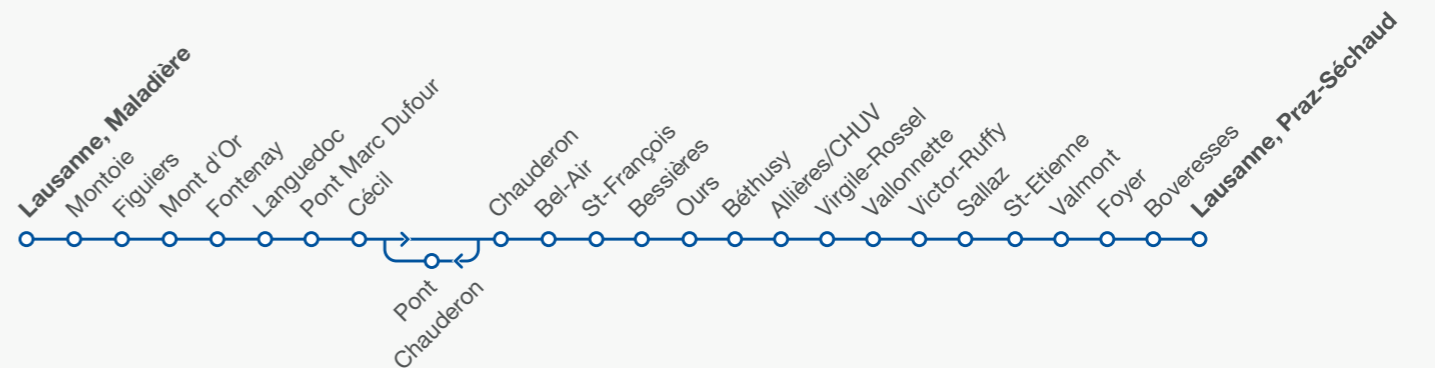 Lausanne, Maladière
Montoie
Figuiers
Mont d'Or
Fontenay
Languedoc
Pont Marc Dufour
Cécil
Pont
Chauderon
Chauderon
Bel-Air
St-François
Bessières
Ours
Béthusy
Allières/CHUV
Virgile-Rossel
Vallonnette
Victor-Ruffy
Sallaz
St-Etienne
Valmont
Foyer
Boveresses
Lausanne, Praz-Séchaud